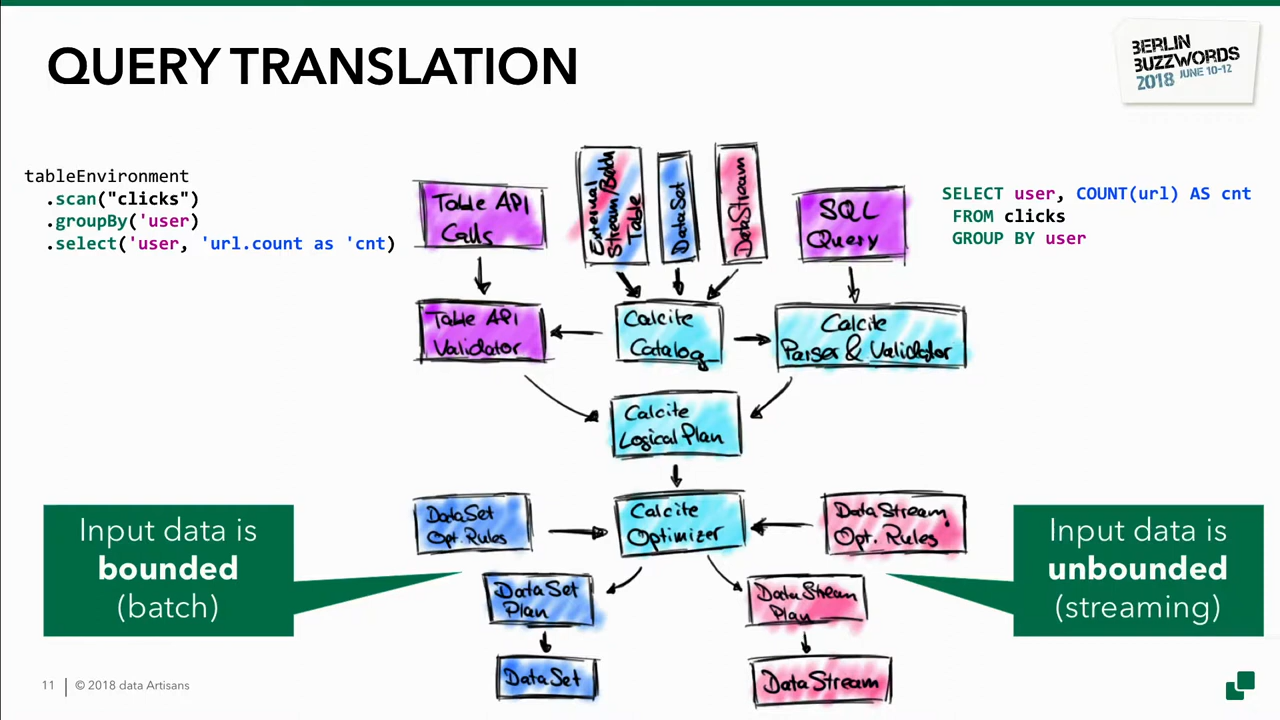 QUERY TRANSLATION
BERLIN
BUZZWORDS
2018 JUNE 10-12
tableEnvironment
.scan("clicks")
.groupBy('user)
.select('user, 'url.count as 'cnt)
Table API
Calls
External
Stream/Batch
Table
DataSet
DataStream
SQL
Query
SELECT user, COUNT(url) AS cnt
FROM clicks
GROUP BY user
Table API
Validator
Calcite
Catalog
Calcite
Parser & Validator
Calcite
Logical Plan
DataSet
Opt. Rules
Calcite
Optimizer
DataStream
Opt. Rules
Input data is
bounded
(batch)
Input data is
unbounded
(streaming)
DataSet
Plan
DataStream
Plan
DataSet
DataStream
11
© 2018 data Artisans